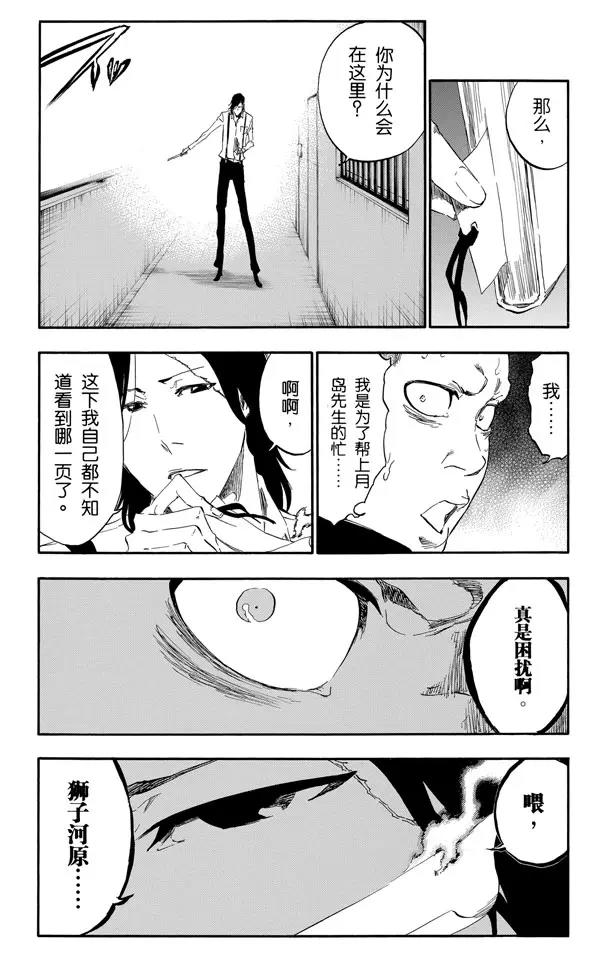 那么，
你为什么会
在这里？
我……
我是为了帮上月
岛先生的忙……
啊啊，
这下我自己都不知
道看到哪一页了。
真是困扰啊。
喂，
狮子河原……